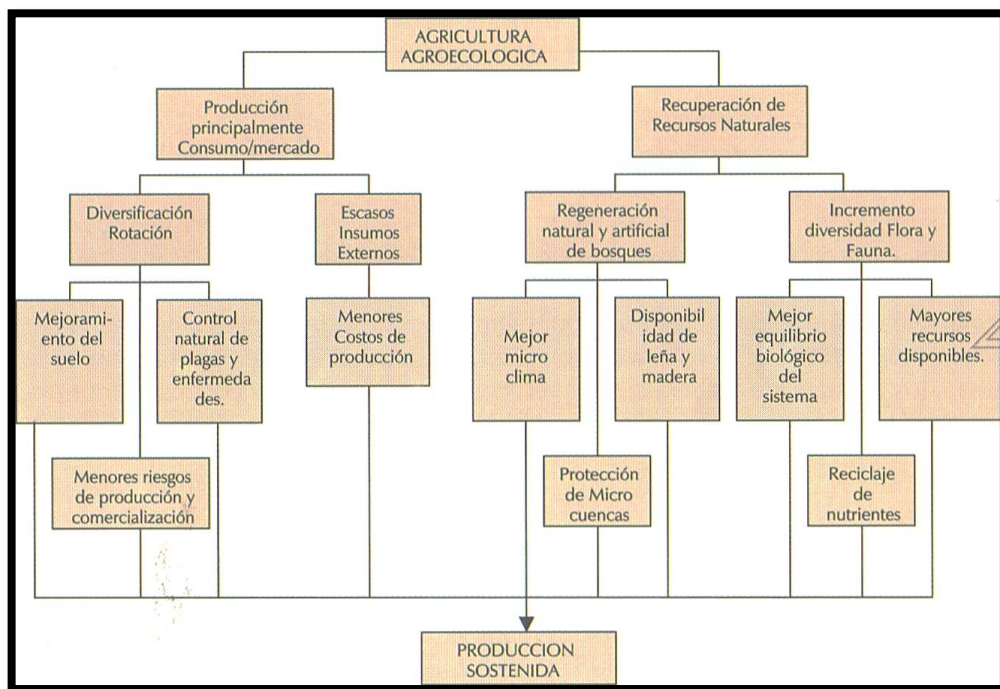 AGRICULTURA
AGROECOLOGICA
Producción
principalmente
Consumo/mercado
Recuperación de
Recursos Naturales
Diversificación
Rotación
Escasos
Insumos
Externos
Regeneración
natural y artificial
de bosques
Incremento
diversidad Flora y
Fauna.
Mejorami-
ento del
suelo
Control
natural de
plagas y
enfermeda
des.
Menores
Costos de
producción
Mejor
micro
clima
Disponibil
idad de
leña y
madera
Mejor
equilibrio
biológico
del
sistema
Mayores
recursos
disponibles.
Menores riesgos
de producción y
comercialización
Protección
de Micro
cuencas
Reciclaje
de
nutrientes
PRODUCCION
SOSTENIDA